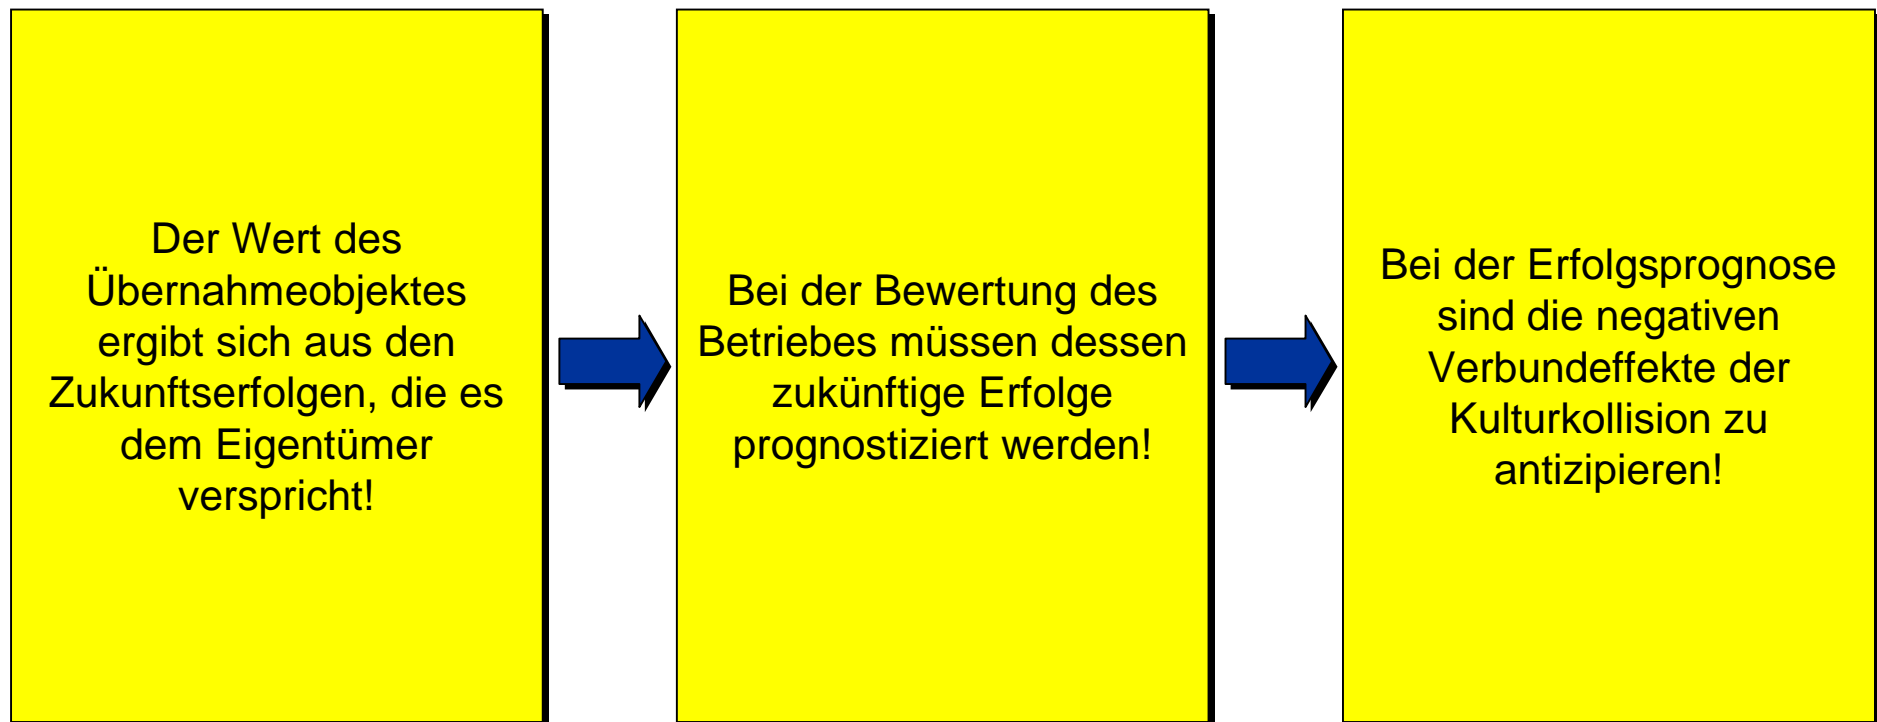 Der Wert des
Übernahmeobjektes
ergibt sich aus den
Zukunftserfolgen, die es
dem Eigentümer
verspricht!
Bei der Bewertung des
Betriebes müssen dessen
zukünftige Erfolge
prognostiziert werden!
Bei der Erfolgsprognose
sind die negativen
Verbundeffekte der
Kulturkollision zu
antizipieren!